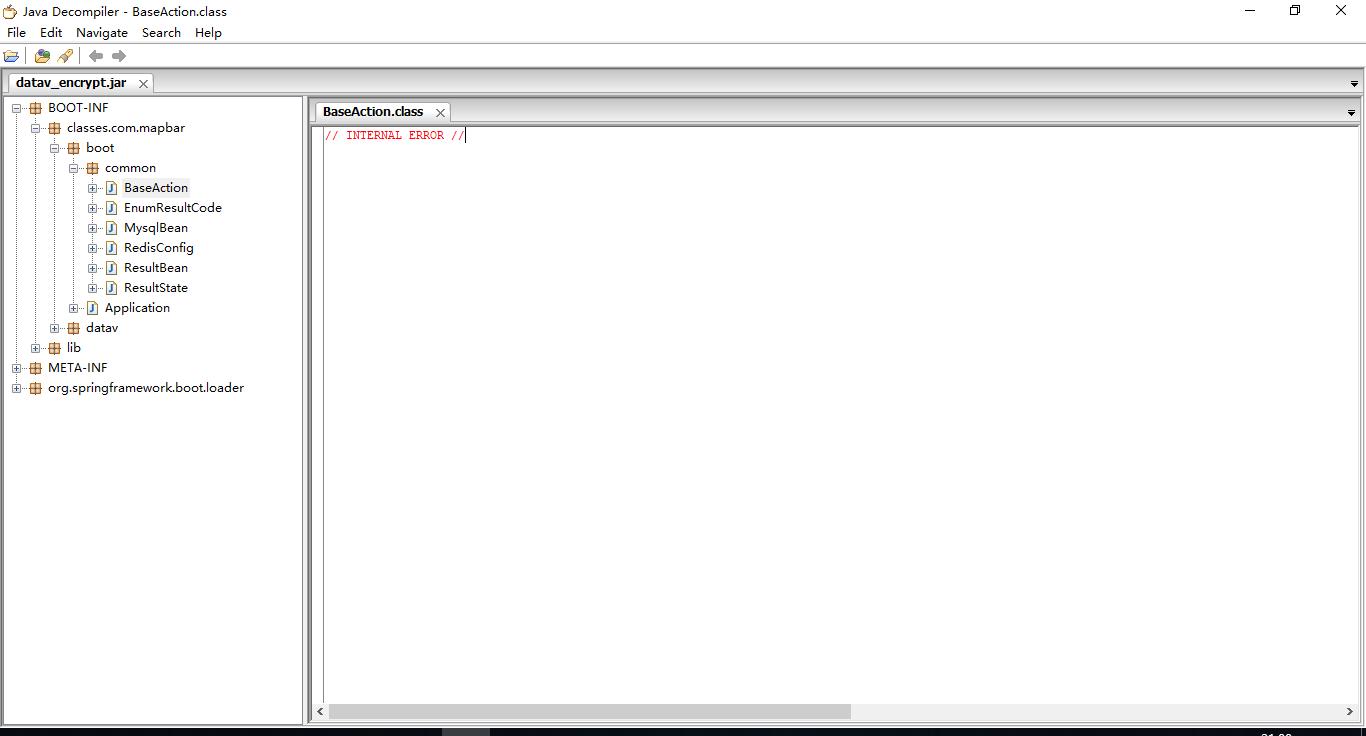 Java Decompiler - BaseAction.class
File Edit Navigate Search Help
datav_encrypt.jar
BOOT-INF
classes.com.mapbar
boot
common
BaseAction
EnumResultCode
MysqlBean
RedisConfig
ResultBean
ResultState
Application
datav
lib
META-INF
org.springframework.boot.loader
BaseAction.class
// INTERNAL ERROR //